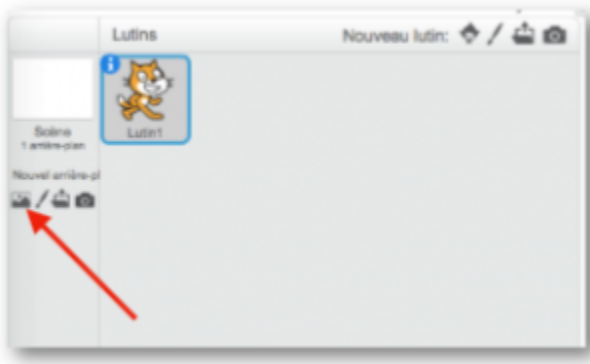 Lutins
Nouveau lutin:
Lutin1
Scène
1 arrière-plan
Nouvel arrière-pl